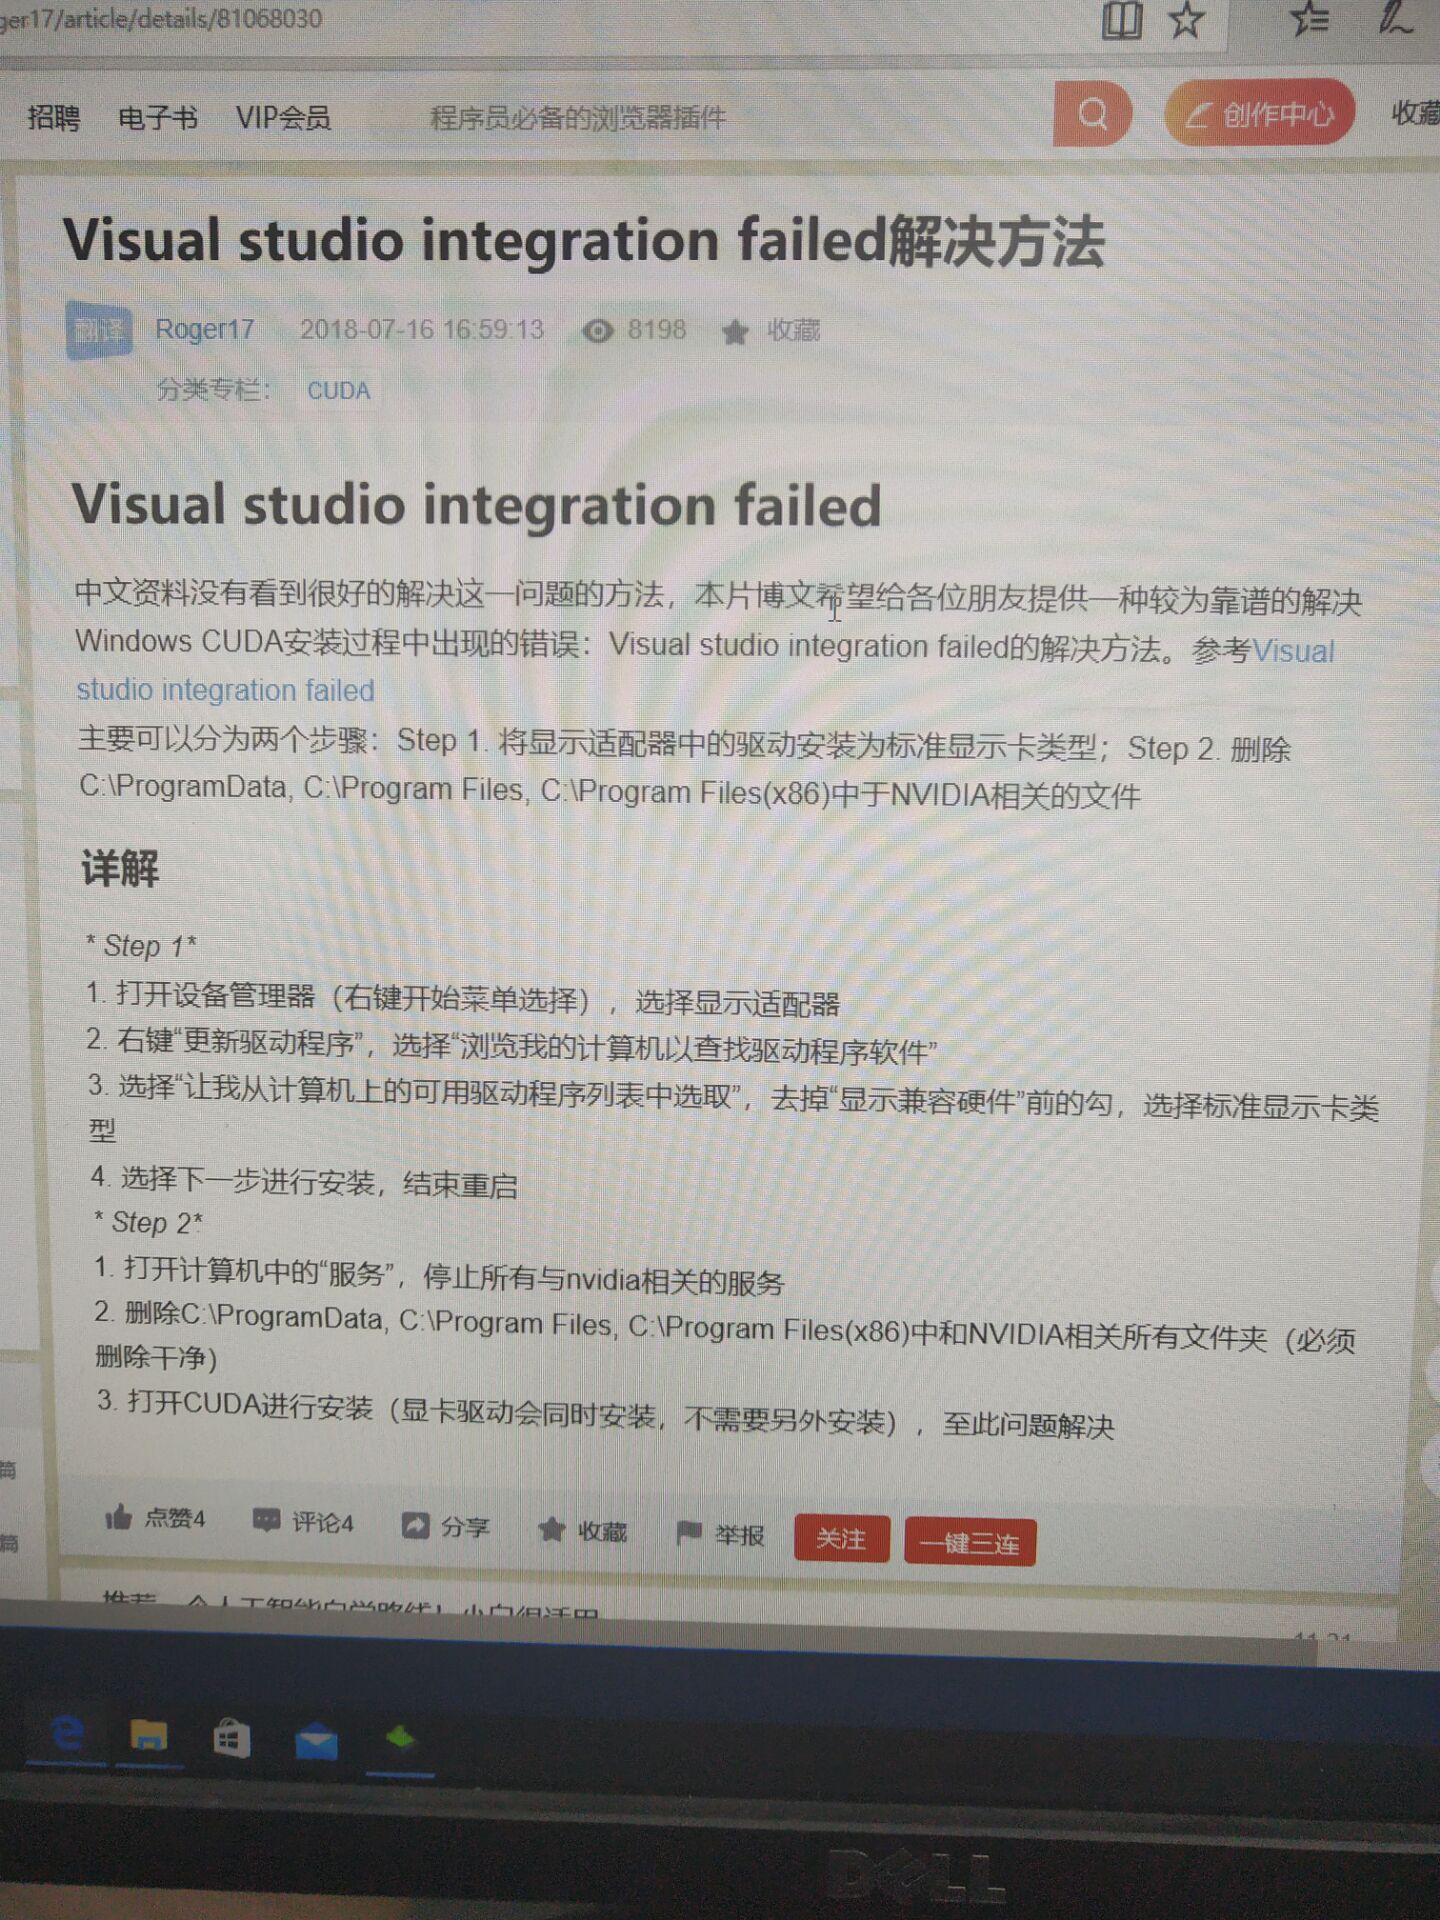 ger17/article/details/81068030
招聘 电子书 VIP会员 程序员必备的浏览器插件 创作中心 收藏
Visual studio integration failed解决方法
翻译 Roger17 2018-07-16 16:59:13 8198 收藏
分类专栏： CUDA
Visual studio integration failed
中文资料没有看到很好的解决这一问题的方法，本片博文希望给各位朋友提供一种较为靠谱的解决
Windows CUDA安装过程中出现的错误：Visual studio integration failed的解决方法。参考Visual
studio integration failed
主要可以分为两个步骤：Step 1. 将显示适配器中的驱动安装为标准显示卡类型；Step 2. 删除
C:\ProgramData, C:\Program Files, C:\Program Files(x86)中于NVIDIA相关的文件
详解
* Step 1*
1. 打开设备管理器（右键开始菜单选择），选择显示适配器
2. 右键“更新驱动程序”，选择“浏览我的计算机以查找驱动程序软件”
3. 选择“让我从计算机上的可用驱动程序列表中选取”，去掉“显示兼容硬件”前的勾，选择标准显示卡类
型
4. 选择下一步进行安装，结束重启
* Step 2*
1. 打开计算机中的“服务”，停止所有与nvidia相关的服务
2. 删除C:\ProgramData, C:\Program Files, C:\Program Files(x86)中和NVIDIA相关所有文件夹（必须
删除干净）
3. 打开CUDA进行安装（显卡驱动会同时安装，不需要另外安装），至此问题解决
篇
点赞4 评论4 分享 收藏 举报 关注 一键三连
篇
DELL